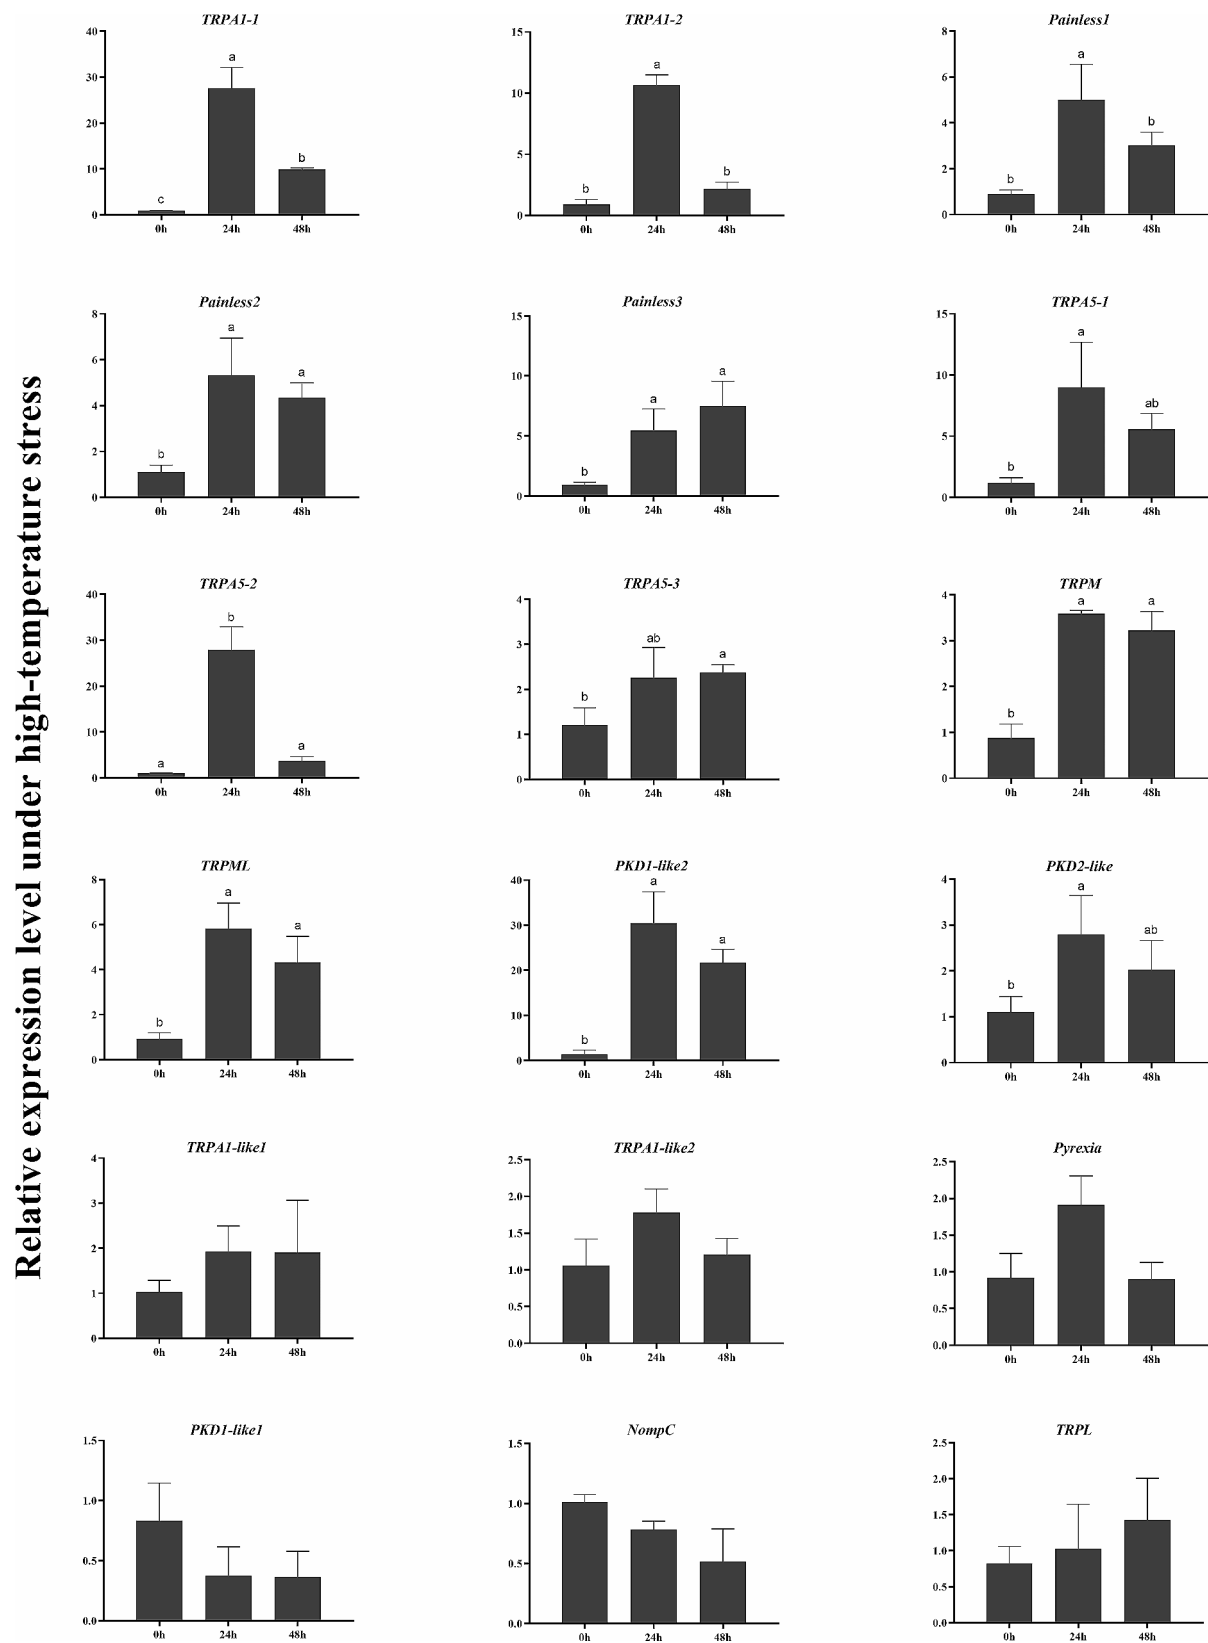 Relative expression level under high-temperature stress
TRPA1-1
40
30
20
10
0
c
a
b
0h
24h
48h
TRPA1-2
15
10
5
0
b
a
b
0h
24h
48h
Painless1
8
6
4
2
0
b
a
b
0h
24h
48h
Painless2
8
6
4
2
0
b
a
a
0h
24h
48h
Painless3
15
10
5
0
b
a
a
0h
24h
48h
TRPA5-1
15
10
5
0
b
a
ab
0h
24h
48h
TRPA5-2
40
30
20
10
0
a
b
a
0h
24h
48h
TRPA5-3
4
3
2
1
0
b
ab
a
0h
24h
48h
TRPM
4
3
2
1
0
b
a
a
0h
24h
48h
TRPML
8
6
4
2
0
b
a
a
0h
24h
48h
PKD1-like2
40
30
20
10
0
b
a
a
0h
24h
48h
PKD2-like
4
3
2
1
0
b
a
ab
0h
24h
48h
TRPA1-like1
4
3
2
1
0
0h
24h
48h
TRPA1-like2
2.5
2.0
1.5
1.0
0.5
0.0
0h
24h
48h
Pyrexia
2.5
2.0
1.5
1.0
0.5
0.0
0h
24h
48h
PKD1-like1
1.5
1.0
0.5
0.0
0h
24h
48h
NompC
1.5
1.0
0.5
0.0
0h
24h
48h
TRPL
2.5
2.0
1.5
1.0
0.5
0.0
0h
24h
48h